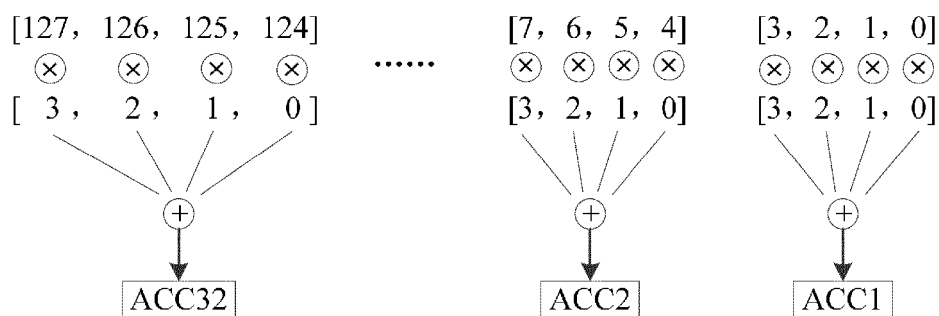 [127, 126, 125, 124] ...... [7, 6, 5, 4] [3, 2, 1, 0]
⊗ ⊗ ⊗ ⊗ ⊗ ⊗ ⊗ ⊗ ⊗ ⊗ ⊗ ⊗
[ 3, 2, 1, 0 ] [3, 2, 1, 0] [3, 2, 1, 0]
⊕ ⊕ ⊕
ACC32 ACC2 ACC1